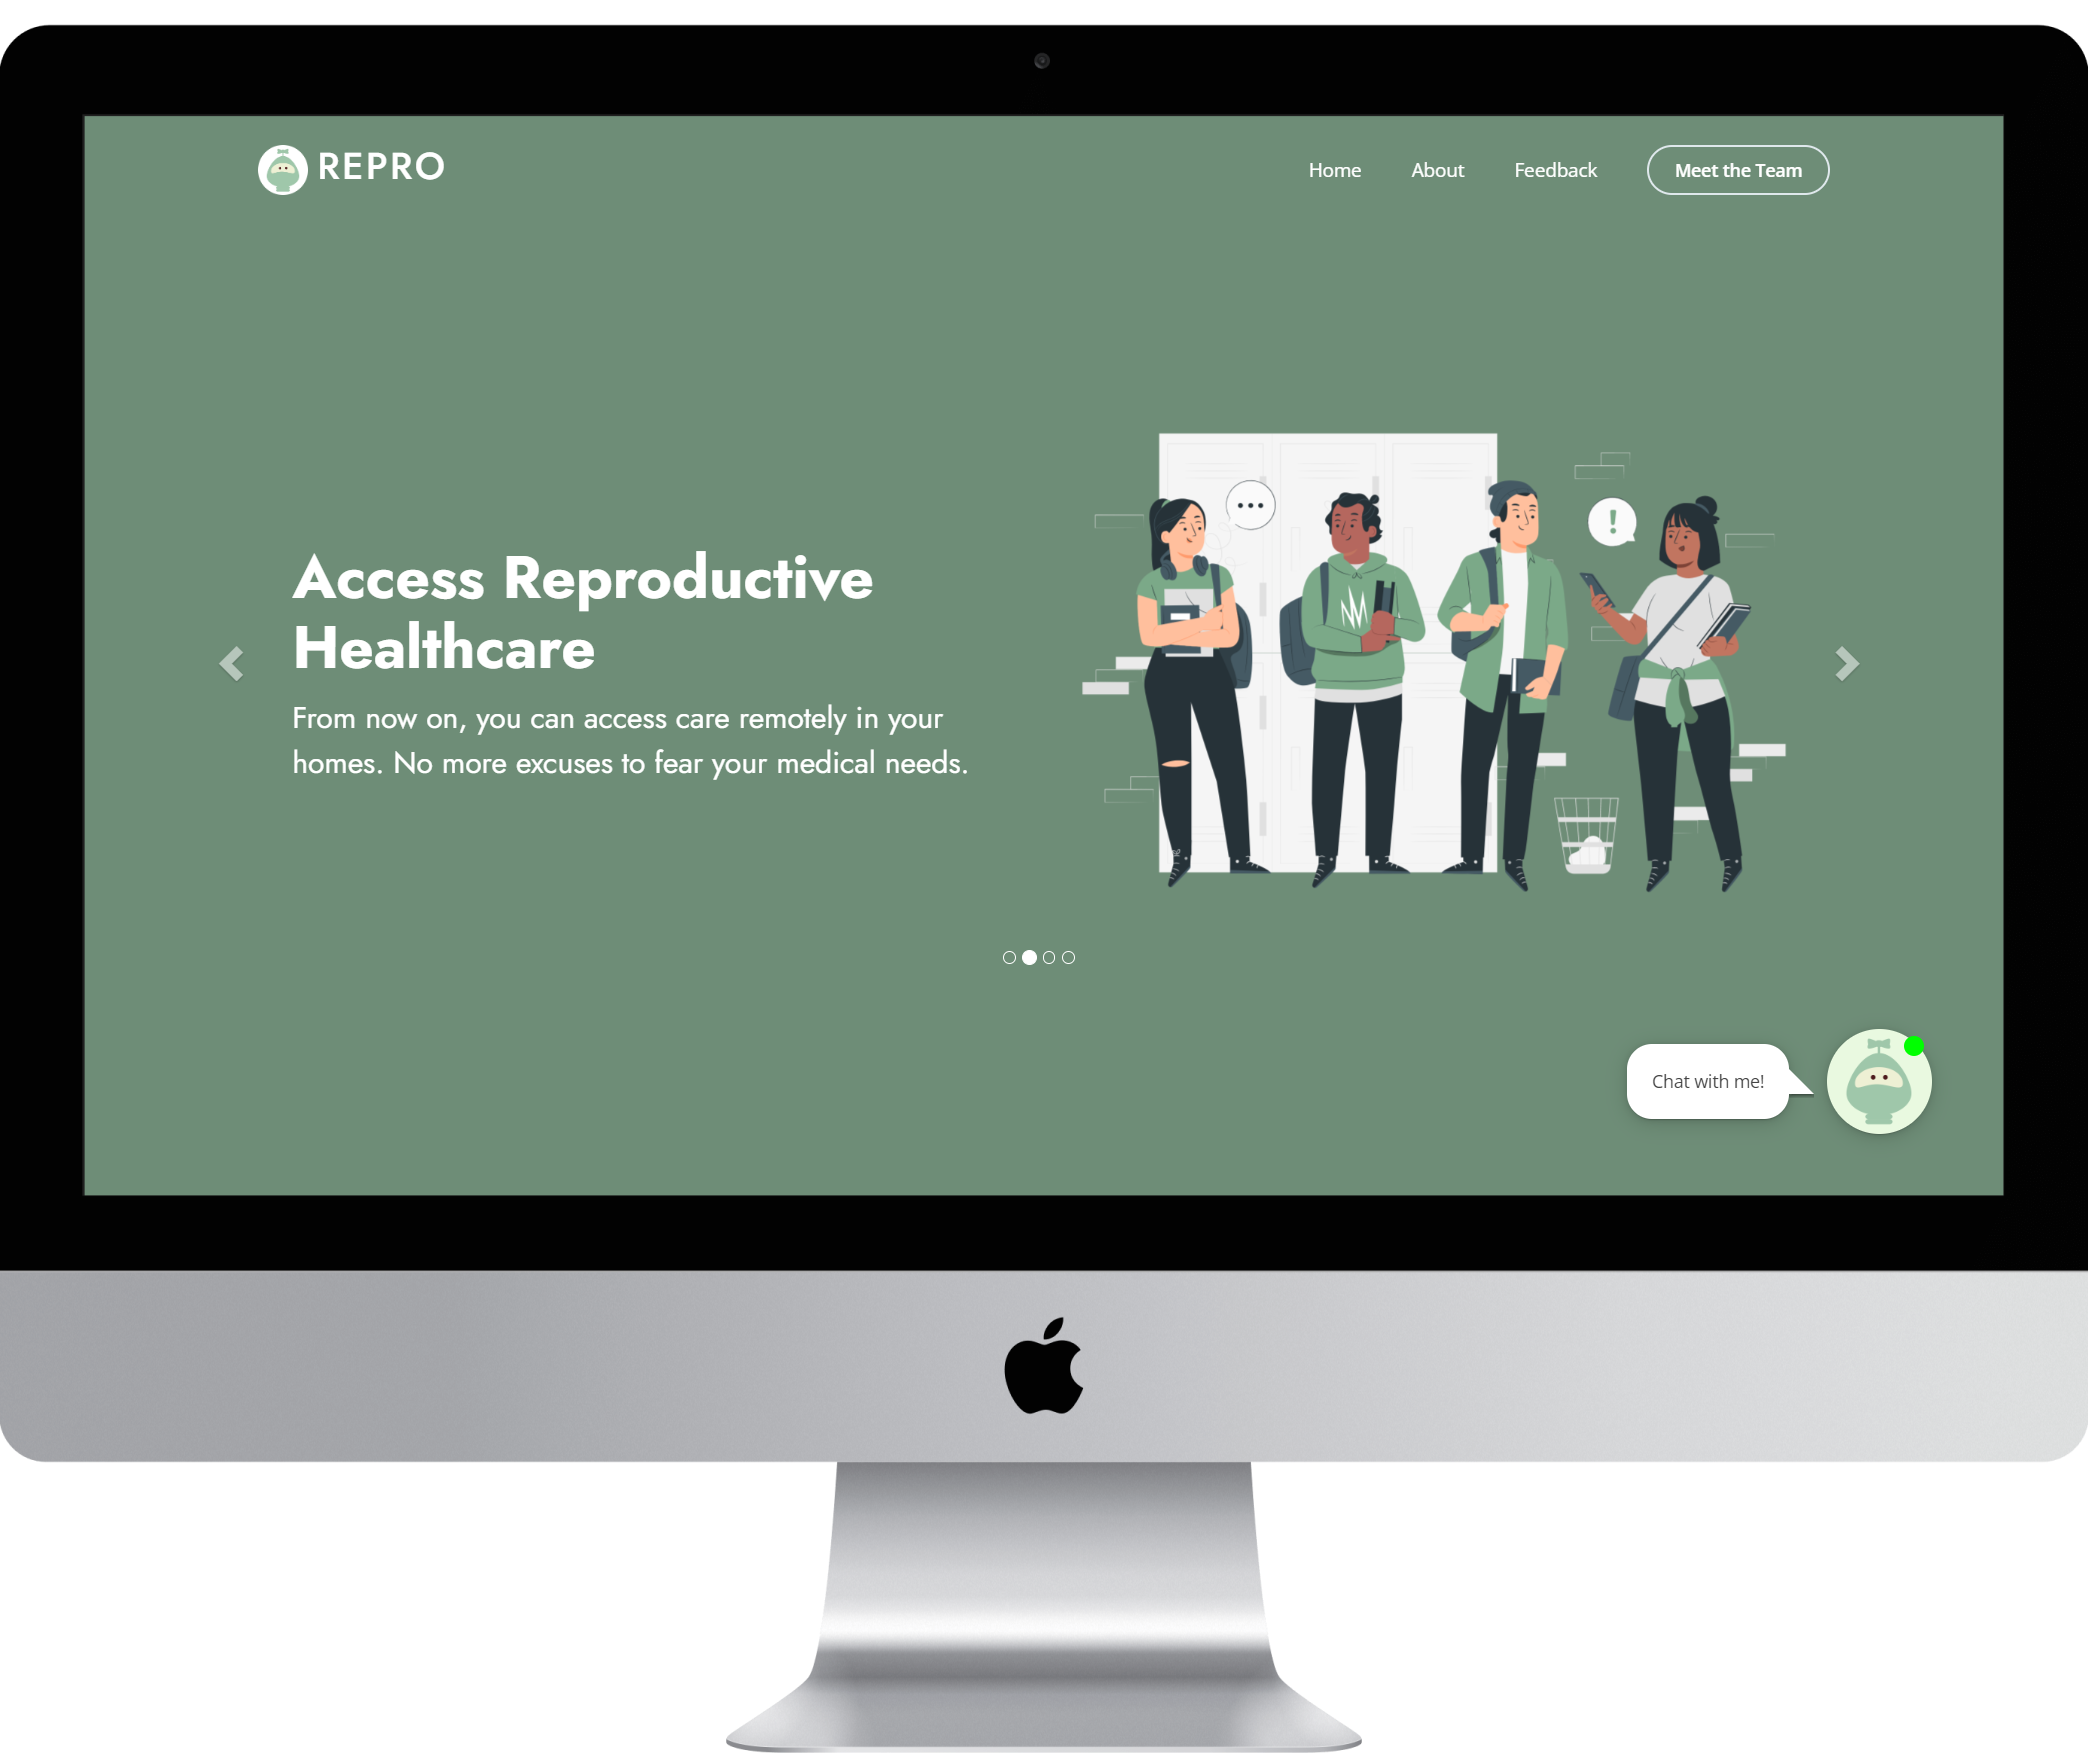 REPRO
Home
About
Feedback
Meet the Team
Access Reproductive
Healthcare
From now on, you can access care remotely in your
homes. No more excuses to fear your medical needs.
!
Chat with me!